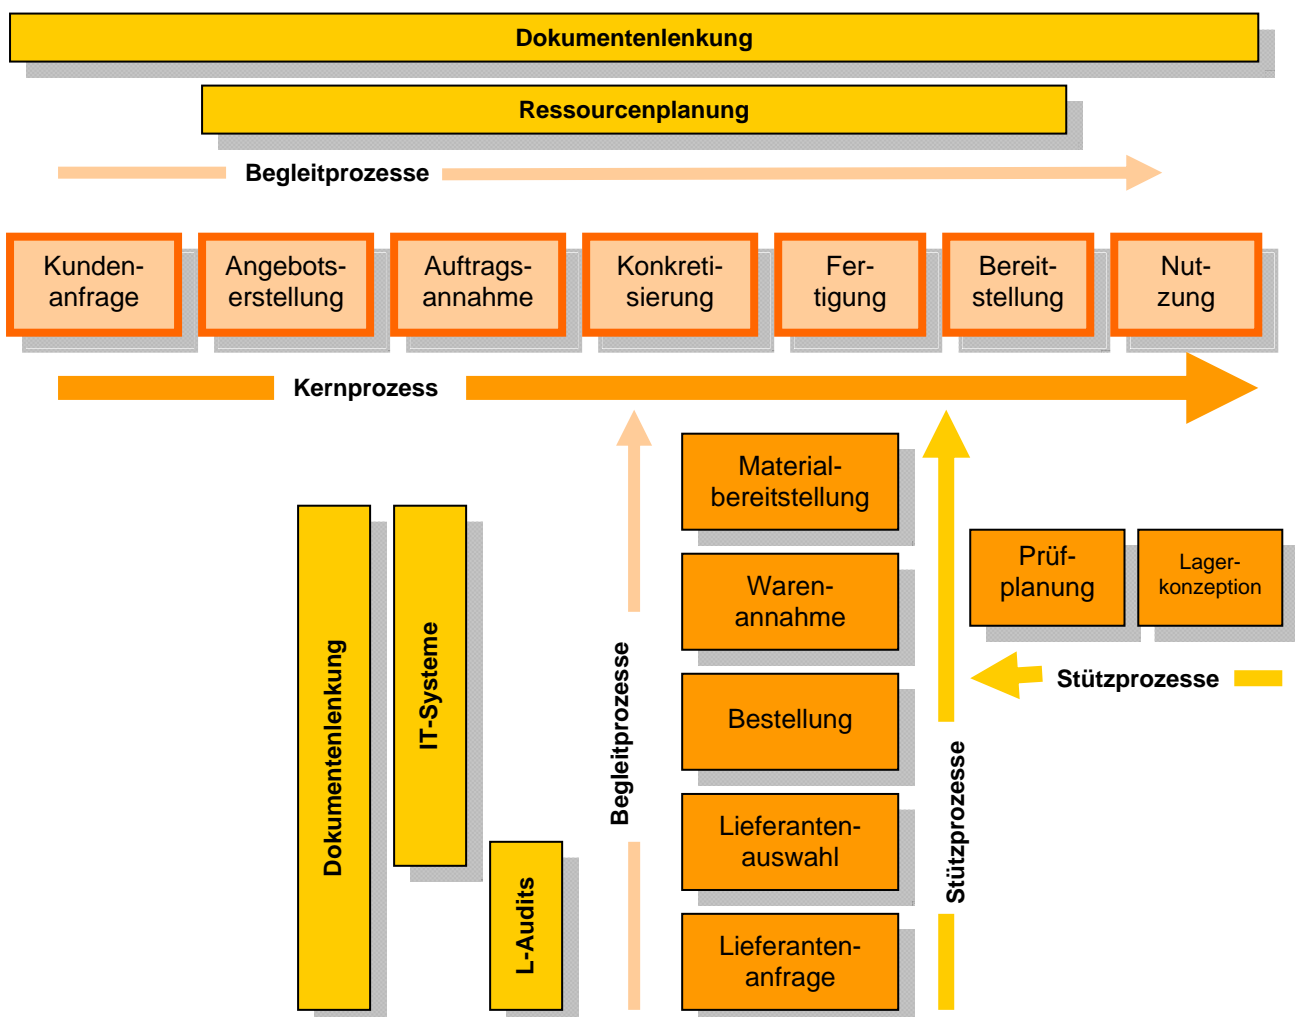 Dokumentenlenkung
Ressourcenplanung
Begleitprozesse
Kunden-
anfrage
Angebots-
erstellung
Auftrags-
annahme
Konkreti-
sierung
Fer-
tigung
Bereit-
stellung
Nut-
zung
Kernprozess
Dokumentenlenkung
IT-Systeme
L-Audits
Begleitprozesse
Material-
bereitstellung
Waren-
annahme
Bestellung
Lieferanten-
auswahl
Lieferanten-
anfrage
Stützprozesse
Prüf-
planung
Lager-
konzeption
Stützprozesse